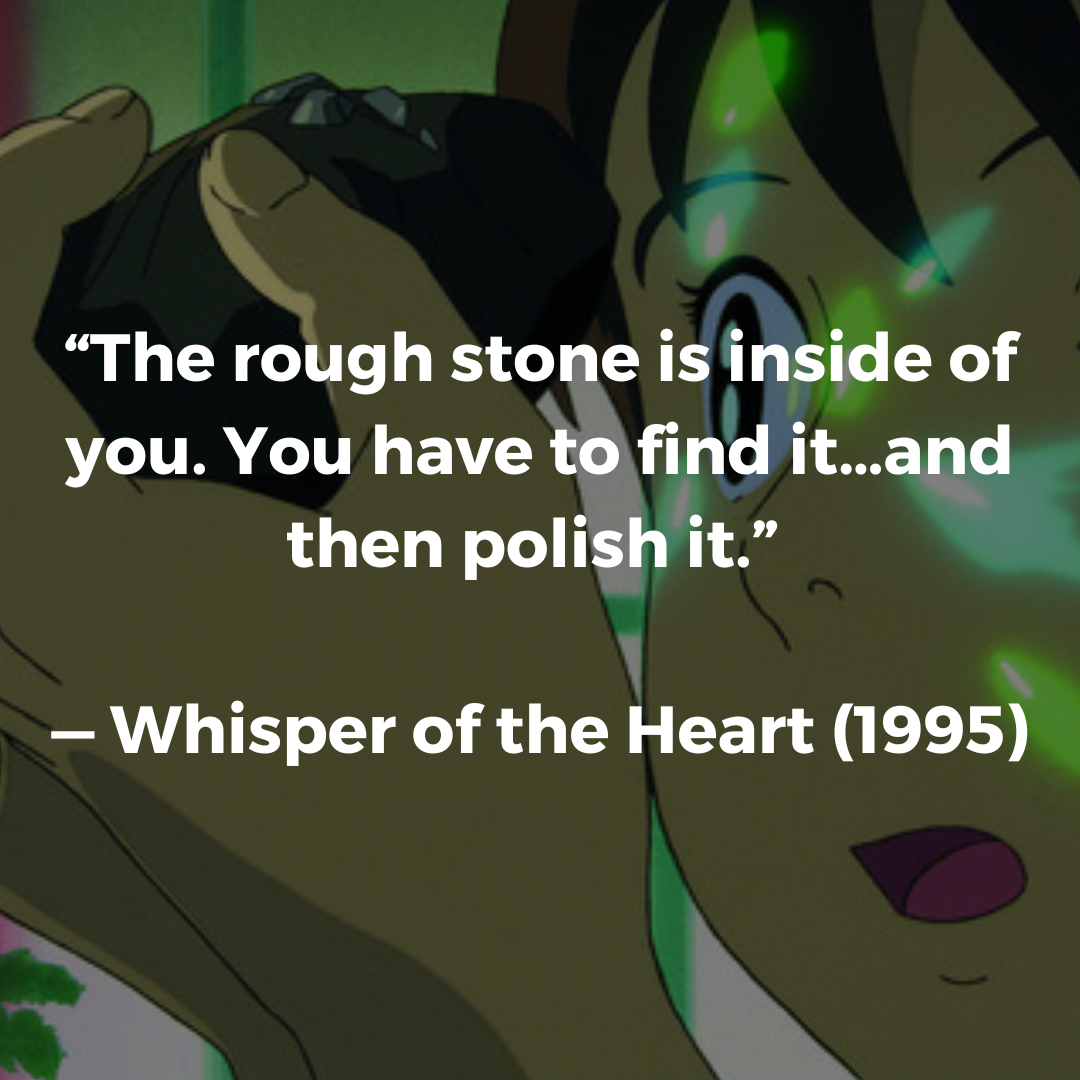 “The rough stone is inside of
you. You have to find it...and
then polish it.”
— Whisper of the Heart (1995)